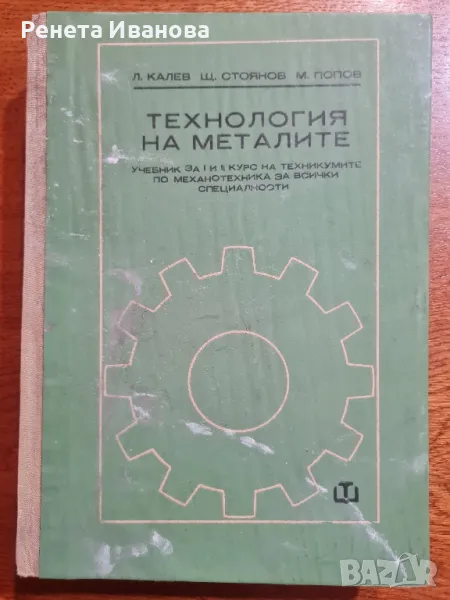 Ренета Иванова
Л. КАЛЕВ Щ. СТОЯНОВ М. ПОПОВ
ТЕХНОЛОГИЯ
НА МЕТАЛИТЕ
УЧЕБНИК ЗА I И II КУРС НА ТЕХНИКУМИТЕ
ПО МЕХАНОТЕХНИКА ЗА ВСИЧКИ
СПЕЦИАЛНОСТИ
Т
BAZAR